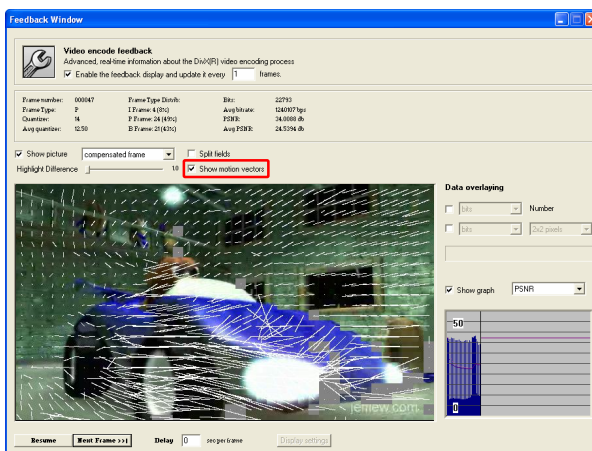 Feedback Window
Video encode feedback
Advanced, real-time information about the DivX(R) video encoding process
Enable the feedback display and update it every 1 frames.
Frame number: 000047 Frame Type Distrib: Bits: 22793
Frame Type: P I Frame: 4 (8%) Avg bitrate: 1240107 bps
Quantizer: 14 P Frame: 24 (49%) PSNR: 34.0088 db
Avg quantizer: 12.50 B Frame: 21 (43%) Avg PSNR: 24.5394 db
Show picture compensated frame Split fields
Highlight Difference 1.0 Show motion vectors
Data overlaying
bits Number
bits 2x2 pixels
Show graph PSNR
50
0
jemew.com
Resume Next Frame >>| Delay 0 sec per frame Display settings